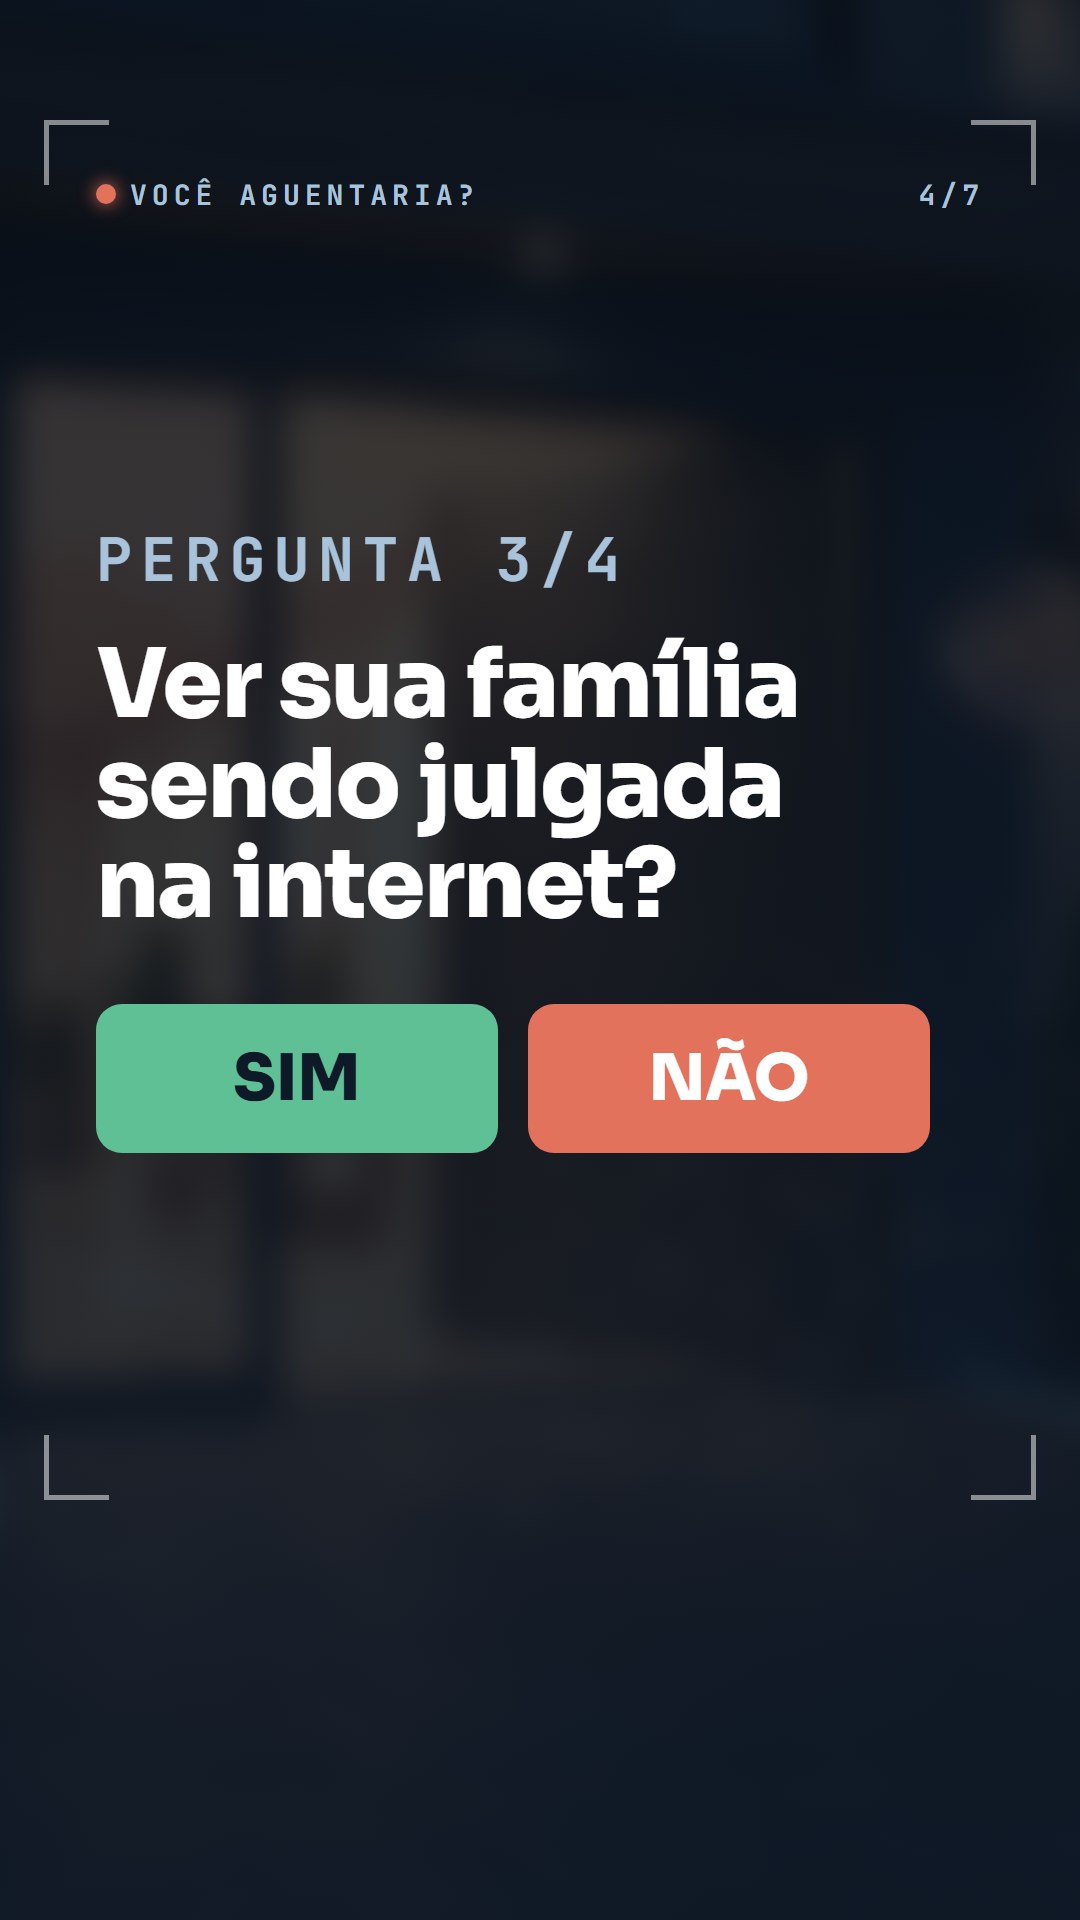 VOCÊ AGUENTARIA?
4/7
PERGUNTA 3/4
Ver sua família
sendo julgada
na internet?
SIM
NÃO